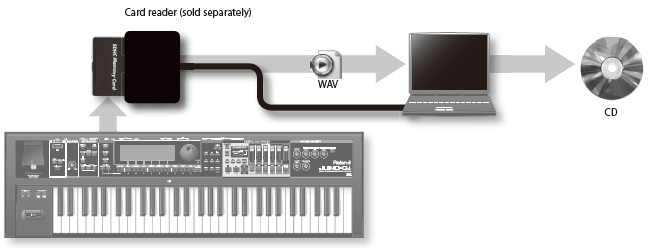 Card reader (sold separately)
SDHC Memory Card
WAV
CD
Roland
JUNO-Gi